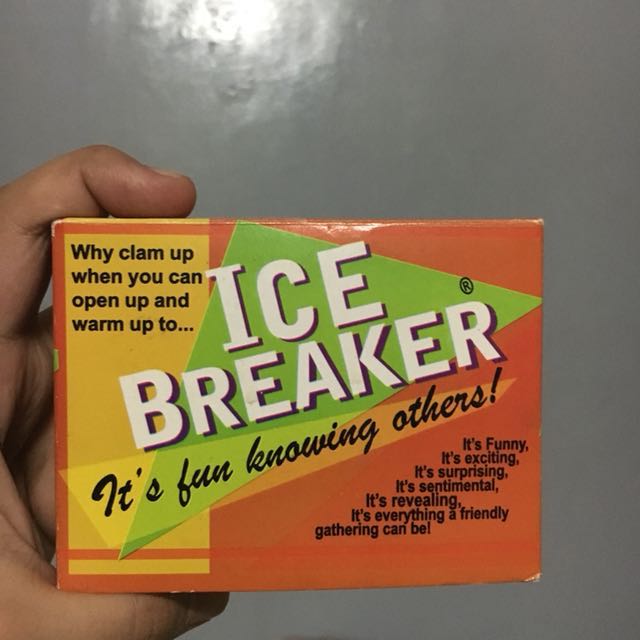 Why clam up
when you can
open up and
warm up to...
ICE
BREAKER®
It's fun knowing others!
It's Funny,
It's exciting,
It's surprising,
It's sentimental,
It's revealing,
It's everything a friendly
gathering can be!